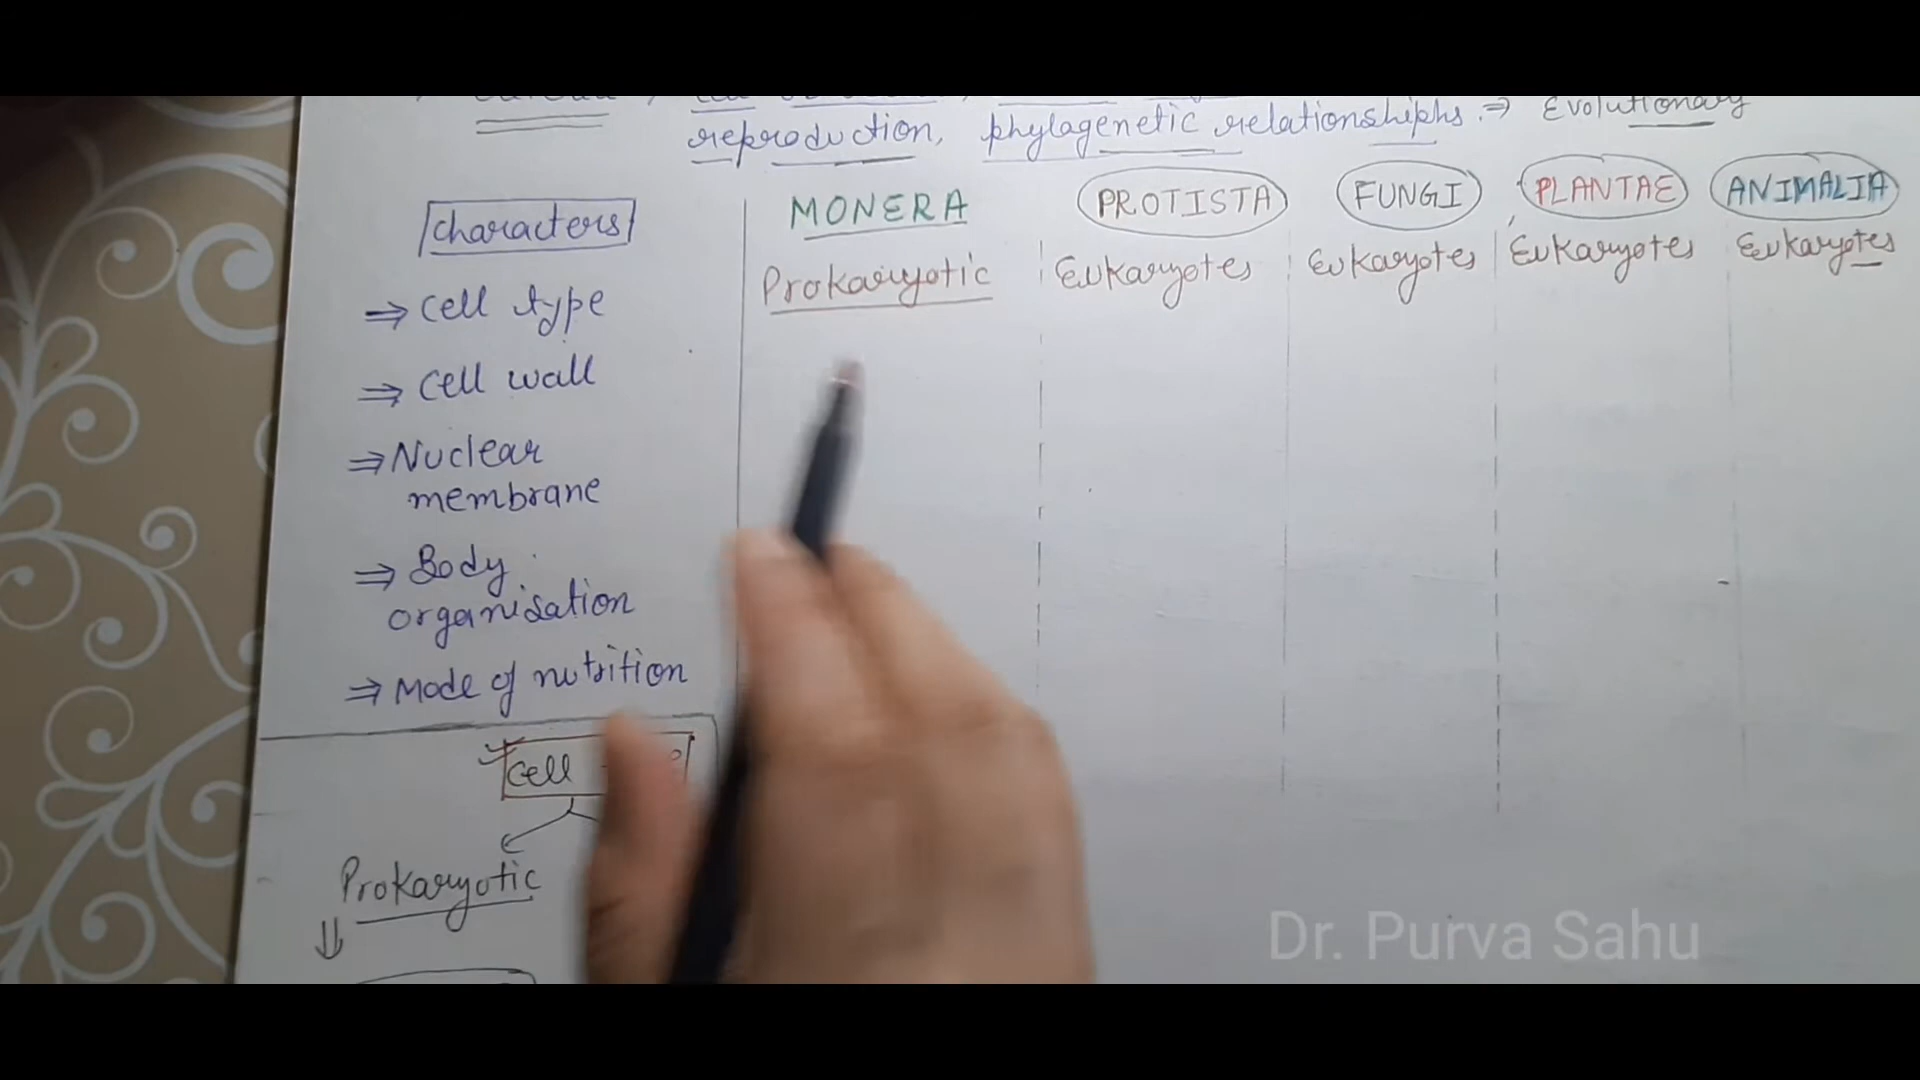 reproduction, phylagenetic relationshiphs. ⇒ Evolutionary
characters MONERA PROTISTA FUNGI PLANTAE ANIMALIA
⇒ cell type Prokaryotic Eukaryotes Eukaryotes Eukaryotes Eukaryotes
⇒ cell wall
⇒ Nuclear
membrane
⇒ Body
organisation
⇒ Mode of nutrition
cell
Prokaryotic
⇓
Dr. Purva Sahu